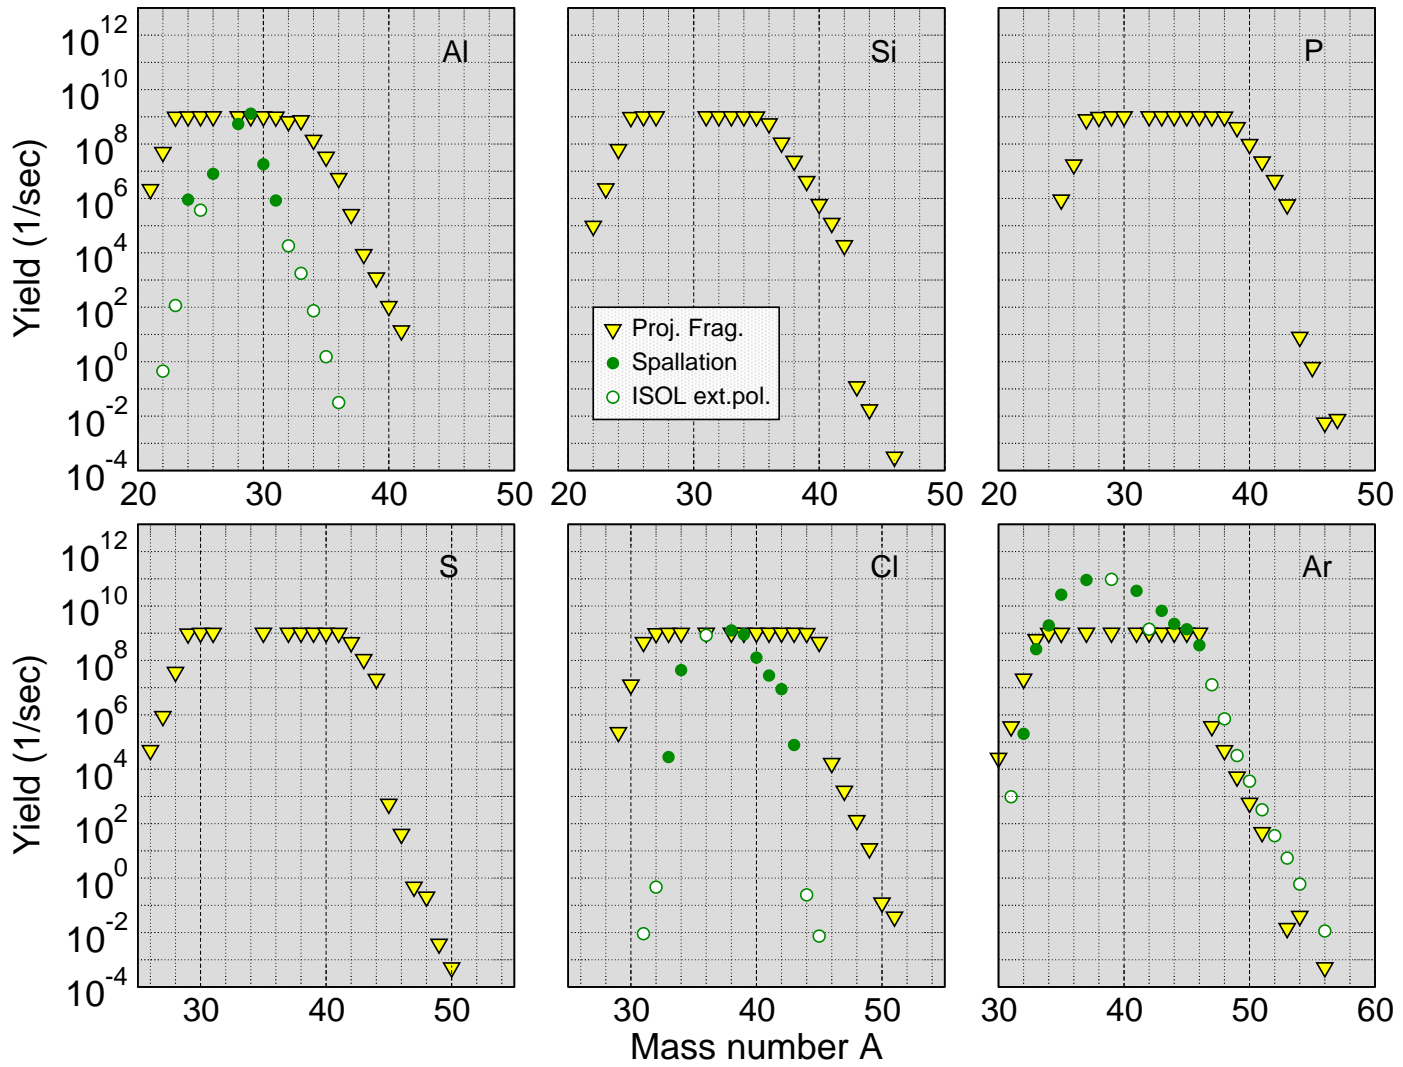 Yield (1/sec)
10^12
10^10
10^8
10^6
10^4
10^2
10^0
10^-2
10^-4
Al
20 30 40 50
Si
Proj. Frag.
Spallation
ISOL ext.pol.
20 30 40 50
P
20 30 40 50
Yield (1/sec)
10^12
10^10
10^8
10^6
10^4
10^2
10^0
10^-2
10^-4
S
30 40 50
Cl
30 40 50
Ar
30 40 50 60
Mass number A